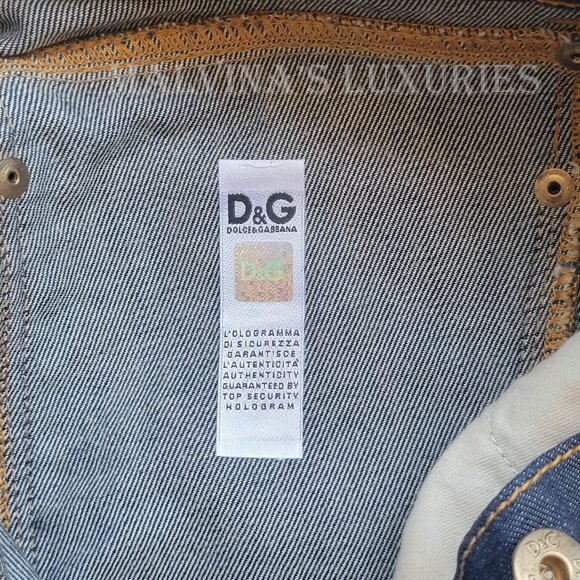 MALVINA'S LUXURIES
D&G
DOLCE&GABBANA
D&G
L'OLOGRAMMA
DI SICUREZZA
GARANTISCE
L'AUTENTICITÀ
AUTHENTICITY
GUARANTEED BY
TOP SECURITY
HOLOGRAM
D&G